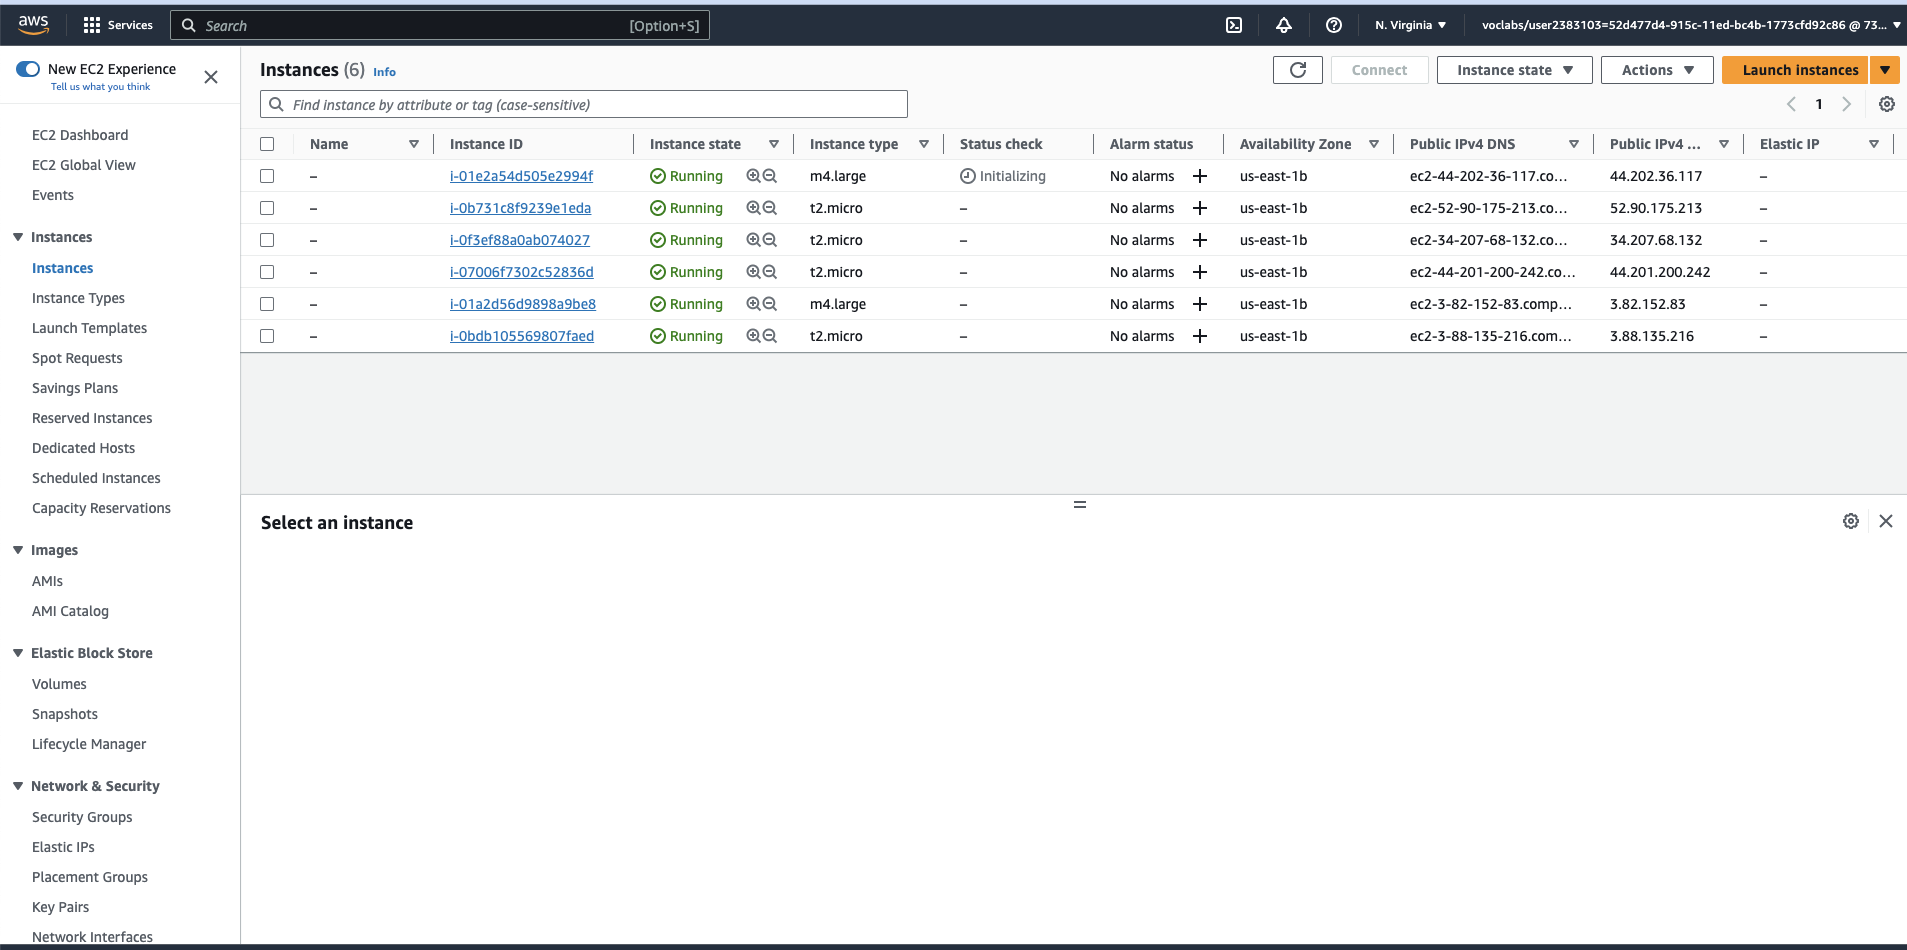 aws Services Search [Option+S] N. Virginia voclabs/user2383103=52d477d4-915c-11ed-bc4b-1773cfd92c86 @ 73...
New EC2 Experience
Tell us what you think
EC2 Dashboard
EC2 Global View
Events
Instances
Instances
Instance Types
Launch Templates
Spot Requests
Savings Plans
Reserved Instances
Dedicated Hosts
Scheduled Instances
Capacity Reservations
Images
AMIs
AMI Catalog
Elastic Block Store
Volumes
Snapshots
Lifecycle Manager
Network & Security
Security Groups
Elastic IPs
Placement Groups
Key Pairs
Network Interfaces
Instances (6) Info Connect Instance state Actions Launch instances
Find instance by attribute or tag (case-sensitive) 1
Name Instance ID Instance state Instance type Status check Alarm status Availability Zone Public IPv4 DNS Public IPv4 ... Elastic IP
– i-01e2a54d505e2994f Running m4.large Initializing No alarms us-east-1b ec2-44-202-36-117.co... 44.202.36.117 –
– i-0b731c8f9239e1eda Running t2.micro – No alarms us-east-1b ec2-52-90-175-213.co... 52.90.175.213 –
– i-0f3ef88a0ab074027 Running t2.micro – No alarms us-east-1b ec2-34-207-68-132.co... 34.207.68.132 –
– i-07006f7302c52836d Running t2.micro – No alarms us-east-1b ec2-44-201-200-242.co... 44.201.200.242 –
– i-01a2d56d9898a9be8 Running m4.large – No alarms us-east-1b ec2-3-82-152-83.comp... 3.82.152.83 –
– i-0bdb105569807faed Running t2.micro – No alarms us-east-1b ec2-3-88-135-216.com... 3.88.135.216 –
Select an instance